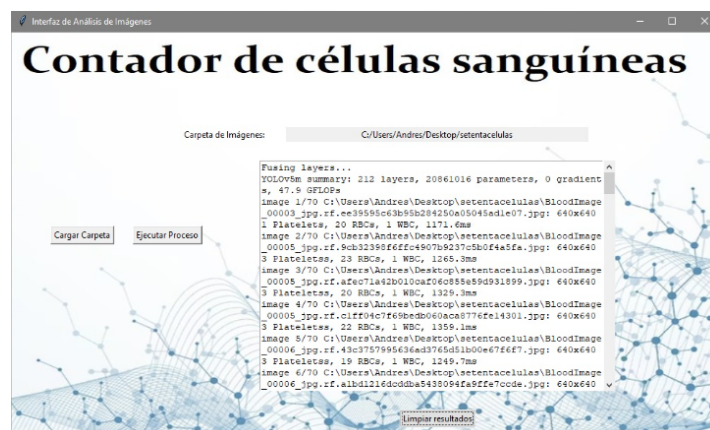 Interfaz de Análisis de Imágenes
Contador de células sanguíneas
Carpeta de Imágenes: C:/Users/Andres/Desktop/setentacelulas
Fusing layers...
YOLOv5m summary: 212 layers, 20861016 parameters, 0 gradient
s, 47.9 GFLOPs
image 1/70 C:\Users\Andres\Desktop\setentacelulas\BloodImage
_00003_jpg.rf.ee39595c63b95b284250a05045ad1e07.jpg: 640x640
1 Platelets, 20 RBCs, 1 WBC, 1171.6ms
image 2/70 C:\Users\Andres\Desktop\setentacelulas\BloodImage
_00005_jpg.rf.9cb32398f6ffc4907b9237c5b0f4a5fa.jpg: 640x640
3 Plateletss, 23 RBCs, 1 WBC, 1265.3ms
image 3/70 C:\Users\Andres\Desktop\setentacelulas\BloodImage
_00005_jpg.rf.afec71a42b010caf06c855e59d931899.jpg: 640x640
3 Plateletss, 20 RBCs, 1 WBC, 1329.3ms
image 4/70 C:\Users\Andres\Desktop\setentacelulas\BloodImage
_00005_jpg.rf.c1ff04c7f69bedb060aca8776fe14301.jpg: 640x640
3 Plateletss, 22 RBCs, 1 WBC, 1359.1ms
image 5/70 C:\Users\Andres\Desktop\setentacelulas\BloodImage
_00006_jpg.rf.43c3757995636ad3765d51b00e67f6f7.jpg: 640x640
1 Platelets, 19 RBCs, 1 WBC, 1249.7ms
image 6/70 C:\Users\Andres\Desktop\setentacelulas\BloodImage
_00006_jpg.rf.a1bd1216dcddba5438094fa9ffe7ccde.jpg: 640x640
Cargar Carpeta
Ejecutar Proceso
Limpiar resultados